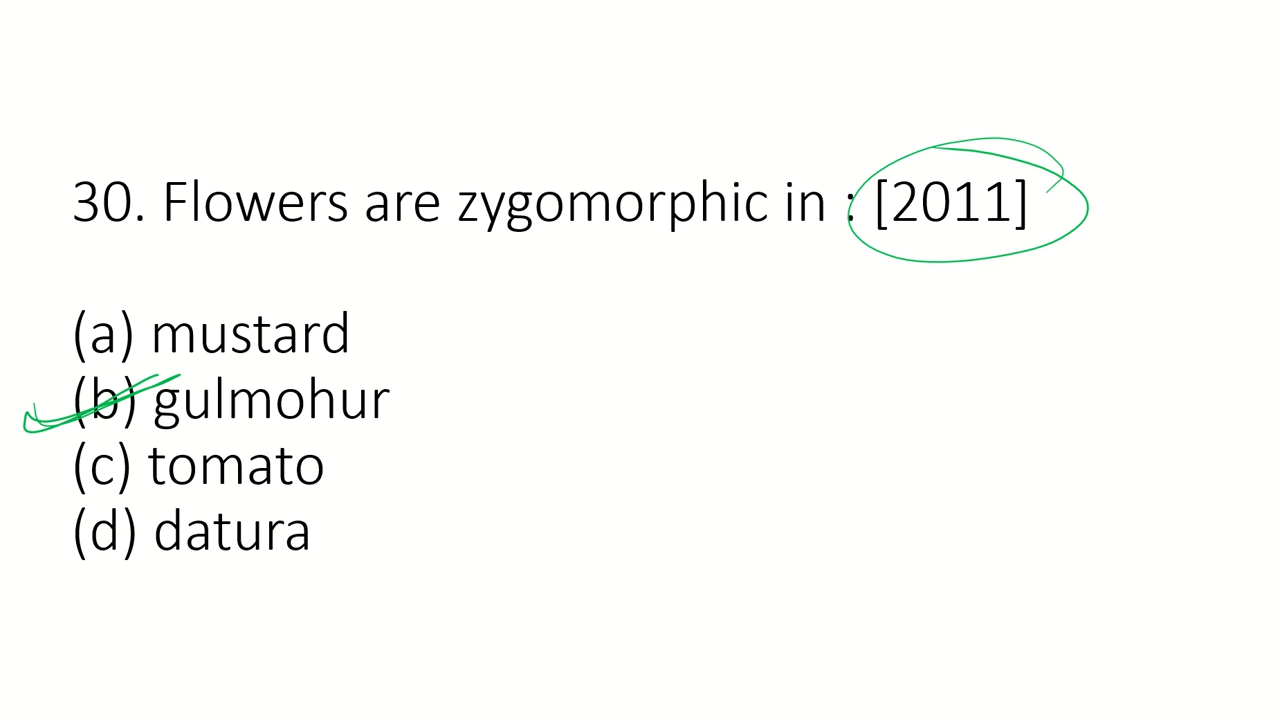 30. Flowers are zygomorphic in : [2011]
(a) mustard
(b) gulmohur
(c) tomato
(d) datura